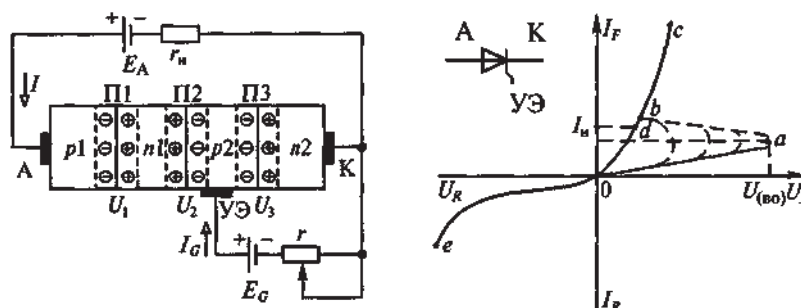 + −
E_A
r_н
I
П1 П2 П3
p1 ⊖ ⊕ n1 ⊕ ⊖ p2 ⊖ ⊕ n2
А К
U_1 U_2 УЭ U_3
I_G
+ −
r
E_G
А К
УЭ
I_F
c
I_н
b
d
a
U_R
0
U_(ВО)
e
I_R